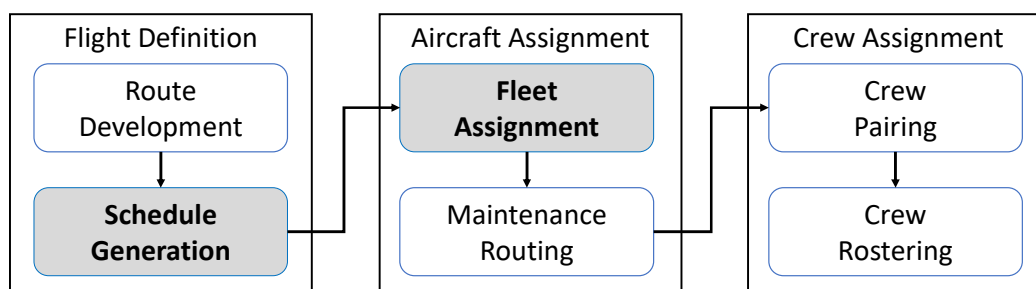 Flight Definition
Route
Development
Schedule
Generation
Aircraft Assignment
Fleet
Assignment
Maintenance
Routing
Crew Assignment
Crew
Pairing
Crew
Rostering